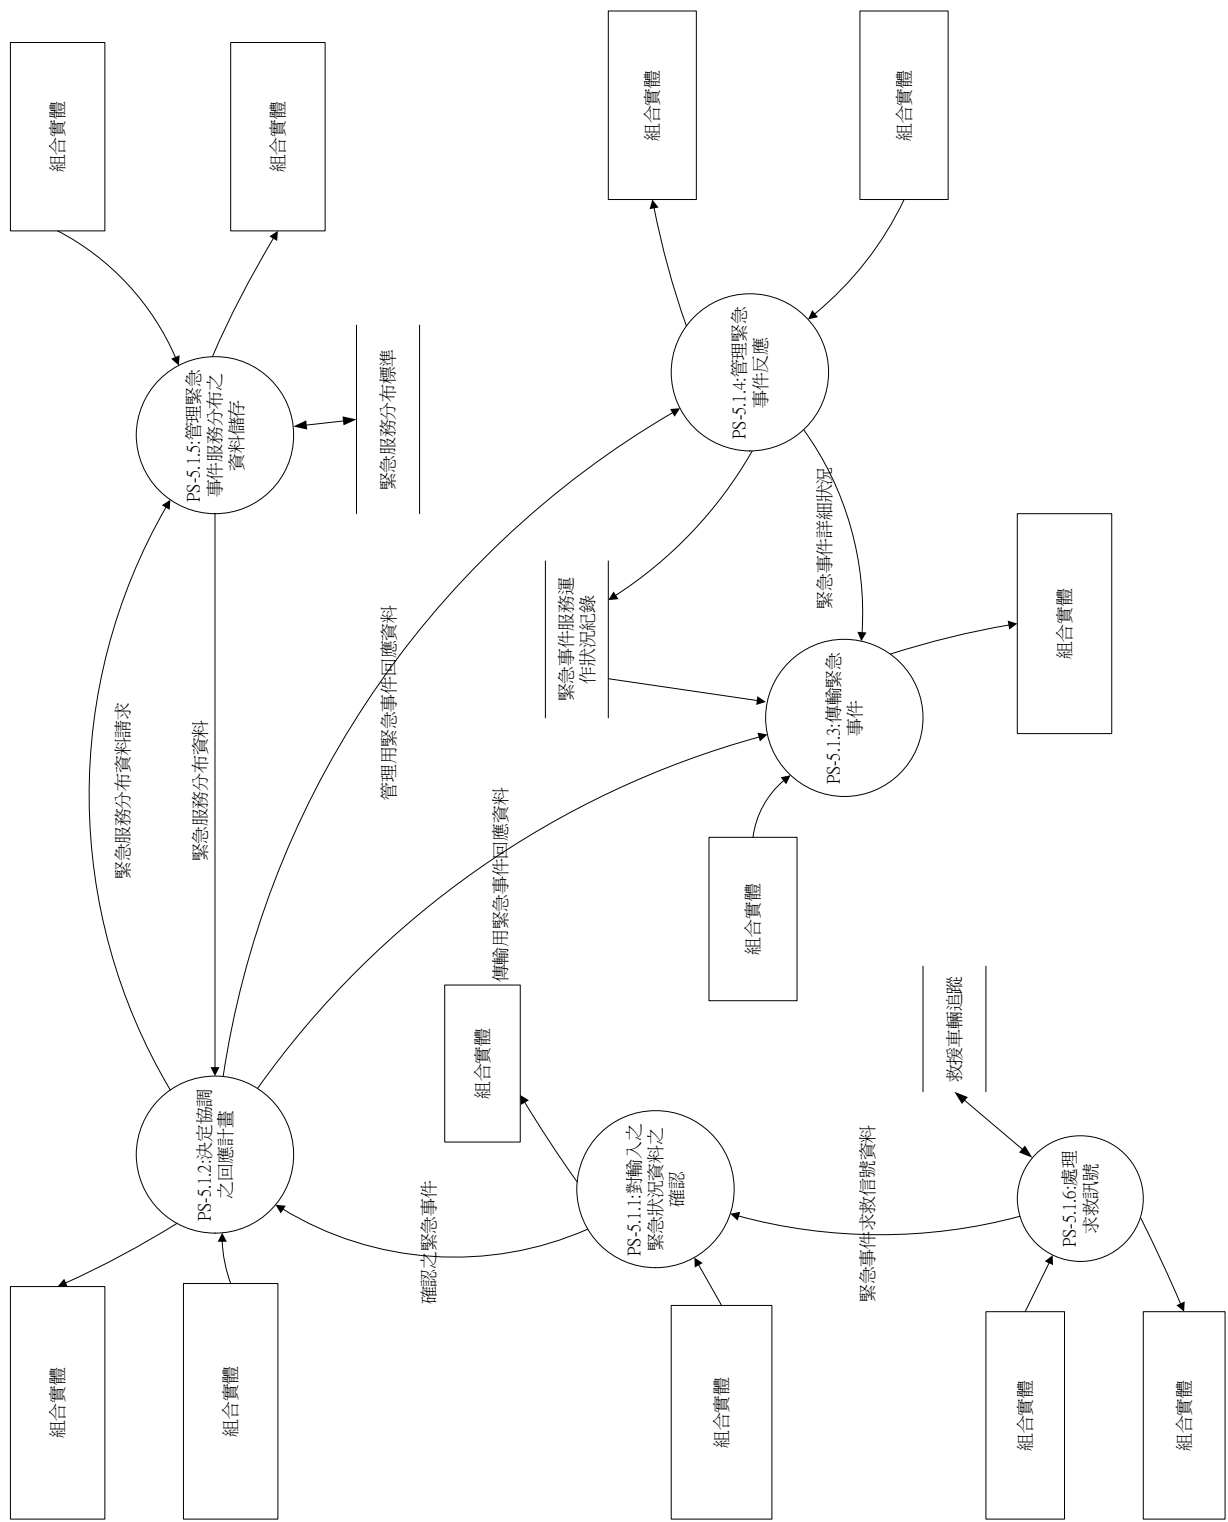 組合實體
組合實體
緊急服務分布資料請求
PS-5.1.2:決定協調
之回應計畫
緊急服務分布資料
PS-5.1.5:管理緊急
事件服務分布之
資料儲存
組合實體
組合實體
管理用緊急事件回應資料
緊急服務分布標準
確認之緊急事件
組合實體
傳輸用緊急事件回應資料
緊急事件服務運
作狀況紀錄
PS-5.1.1:對輸入之
緊急狀況資料之
確認
組合實體
組合實體
PS-5.1.4:管理緊急
事件反應
組合實體
緊急事件詳細狀況
PS-5.1.3:傳輸緊急
事件
緊急事件求救信號資料
組合實體
救援車輛追蹤
組合實體
PS-5.1.6:處理
求救訊號
組合實體
組合實體